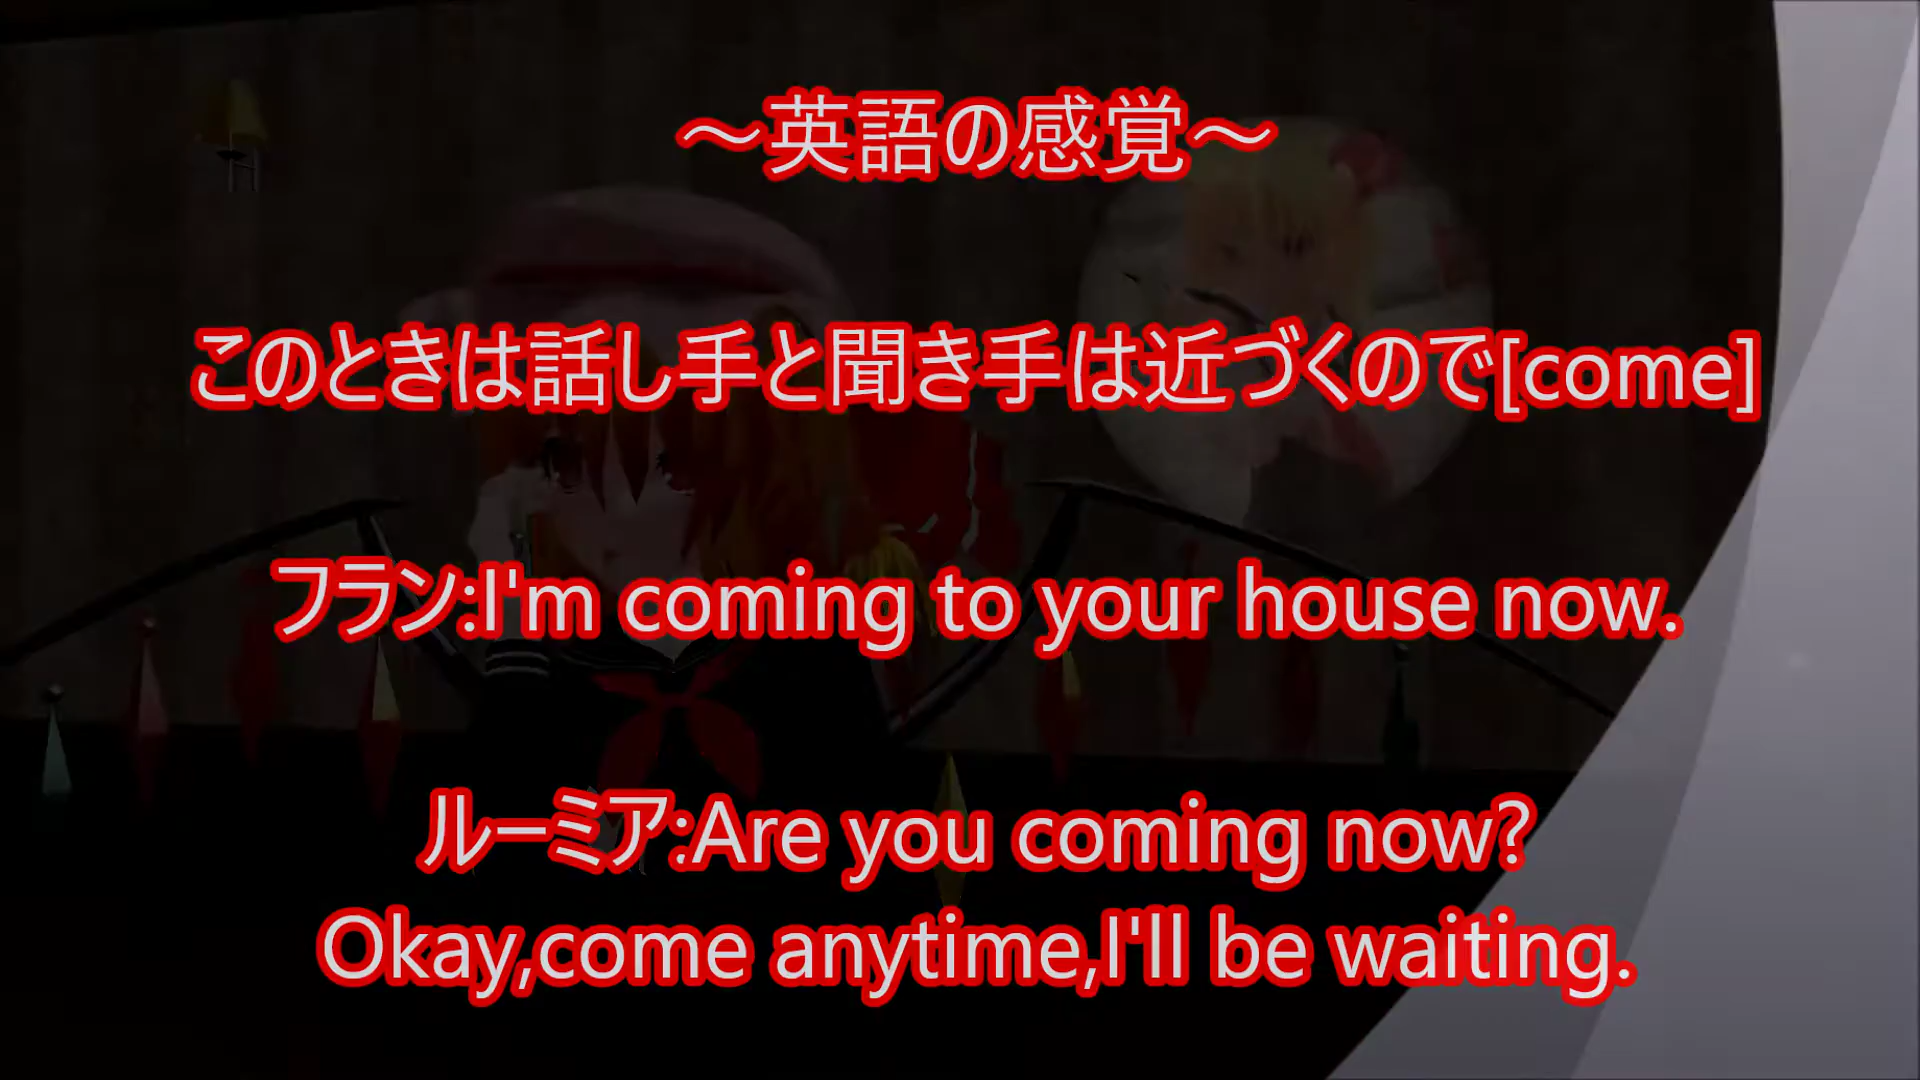 ～英語の感覚～
このときは話し手と聞き手は近づくので[come]
フラン:I'm coming to your house now.
ルーミア:Are you coming now?
Okay,come anytime,I'll be waiting.